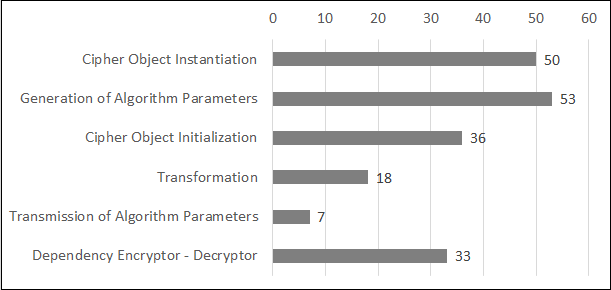 0 10 20 30 40 50 60
Cipher Object Instantiation 50
Generation of Algorithm Parameters 53
Cipher Object Initialization 36
Transformation 18
Transmission of Algorithm Parameters 7
Dependency Encryptor - Decryptor 33